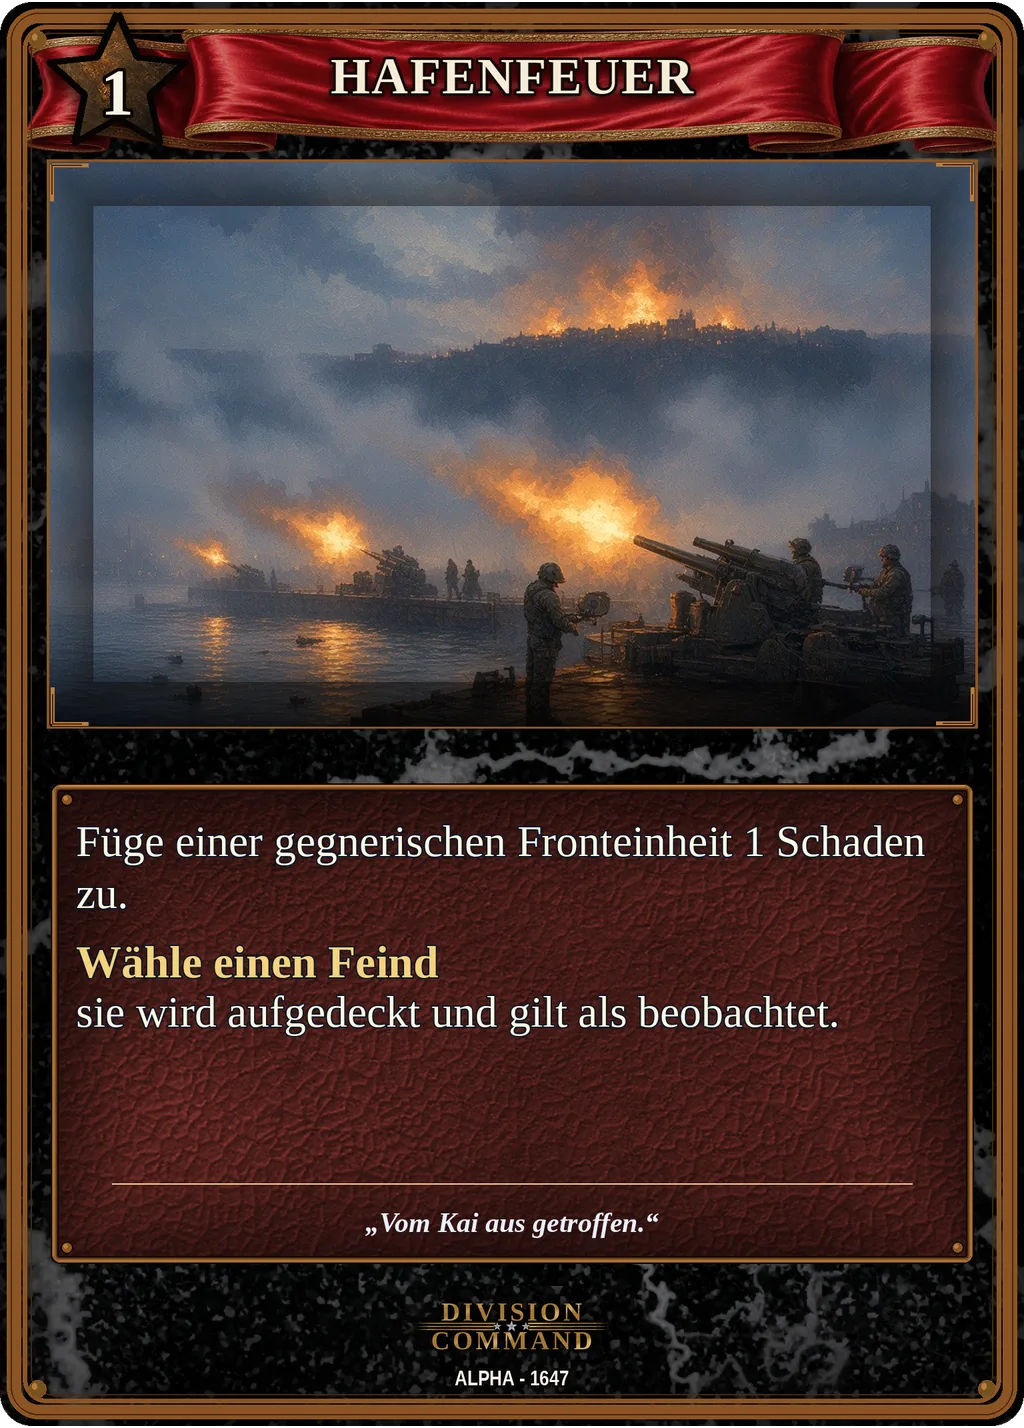 1
HAFENFEUER
Füge einer gegnerischen Fronteinheit 1 Schaden
zu.
Wähle einen Feind
sie wird aufgedeckt und gilt als beobachtet.
„Vom Kai aus getroffen.“
DIVISION
COMMAND
ALPHA - 1647